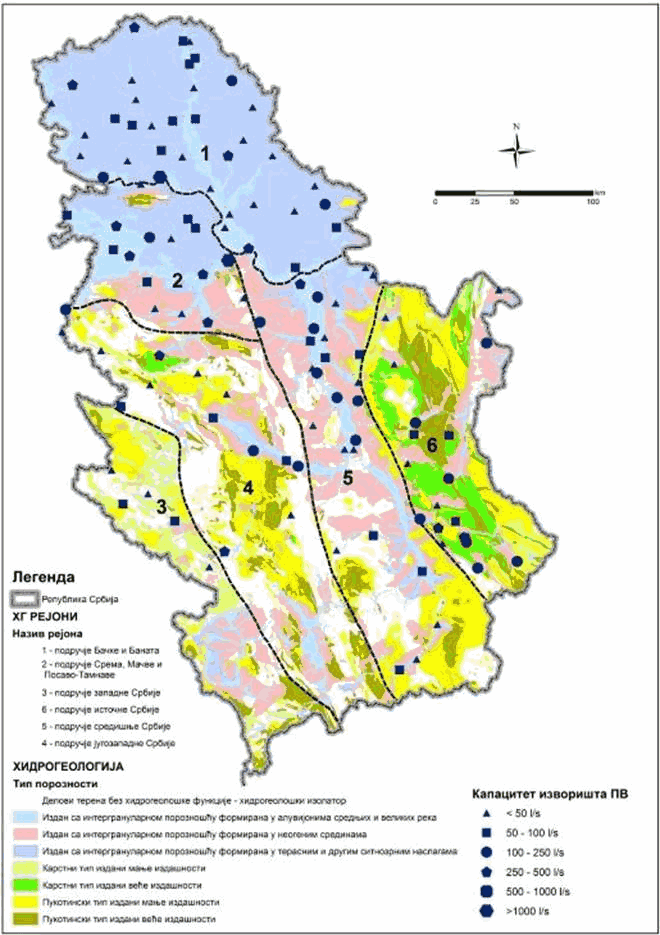 1
N
0
25
50
100
km
2
6
5
4
3
Легенда
Република Србија
ХГ РЕЈОНИ
Назив рејона
1 - подручје Бачке и Баната
2 - подручје Срема, Мачве и
Посаво-Тамнаве
3 - подручје западне Србије
6 - подручје источне Србије
5 - подручје средишње Србије
4 - подручје југозападне Србије
ХИДРОГЕОЛОГИЈА
Тип порозности
Делови терена без хидрогеолошке функције - хидрогеолошки изолатор
Издан са интергрануларном порозношћу формирана у алувијонима средњих и великих река
Издан са интергрануларном порозношћу формирана у неогеним срединама
Издан са интергрануларном порозношћу формирана у терасним и другим ситнозрним наслагама
Карстни тип издани мање издашности
Карстни тип издани веће издашности
Пукотински тип издани мање издашности
Пукотински тип издани веће издашности
Капацитет изворишта ПВ
< 50 l/s
50 - 100 l/s
100 - 250 l/s
250 - 500 l/s
500 - 1000 l/s
>1000 l/s